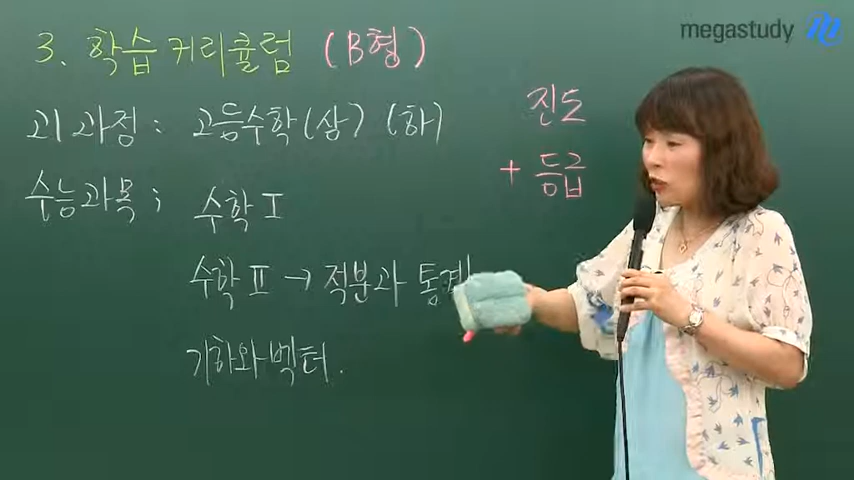 megastudy
3. 학습 커리큘럼 (B형)
고1 과정 : 고등수학(상) (하)
수능과목 ; 수학 I
수학 II → 적분과 통계
기하와 벡터.
진도
+ 등급